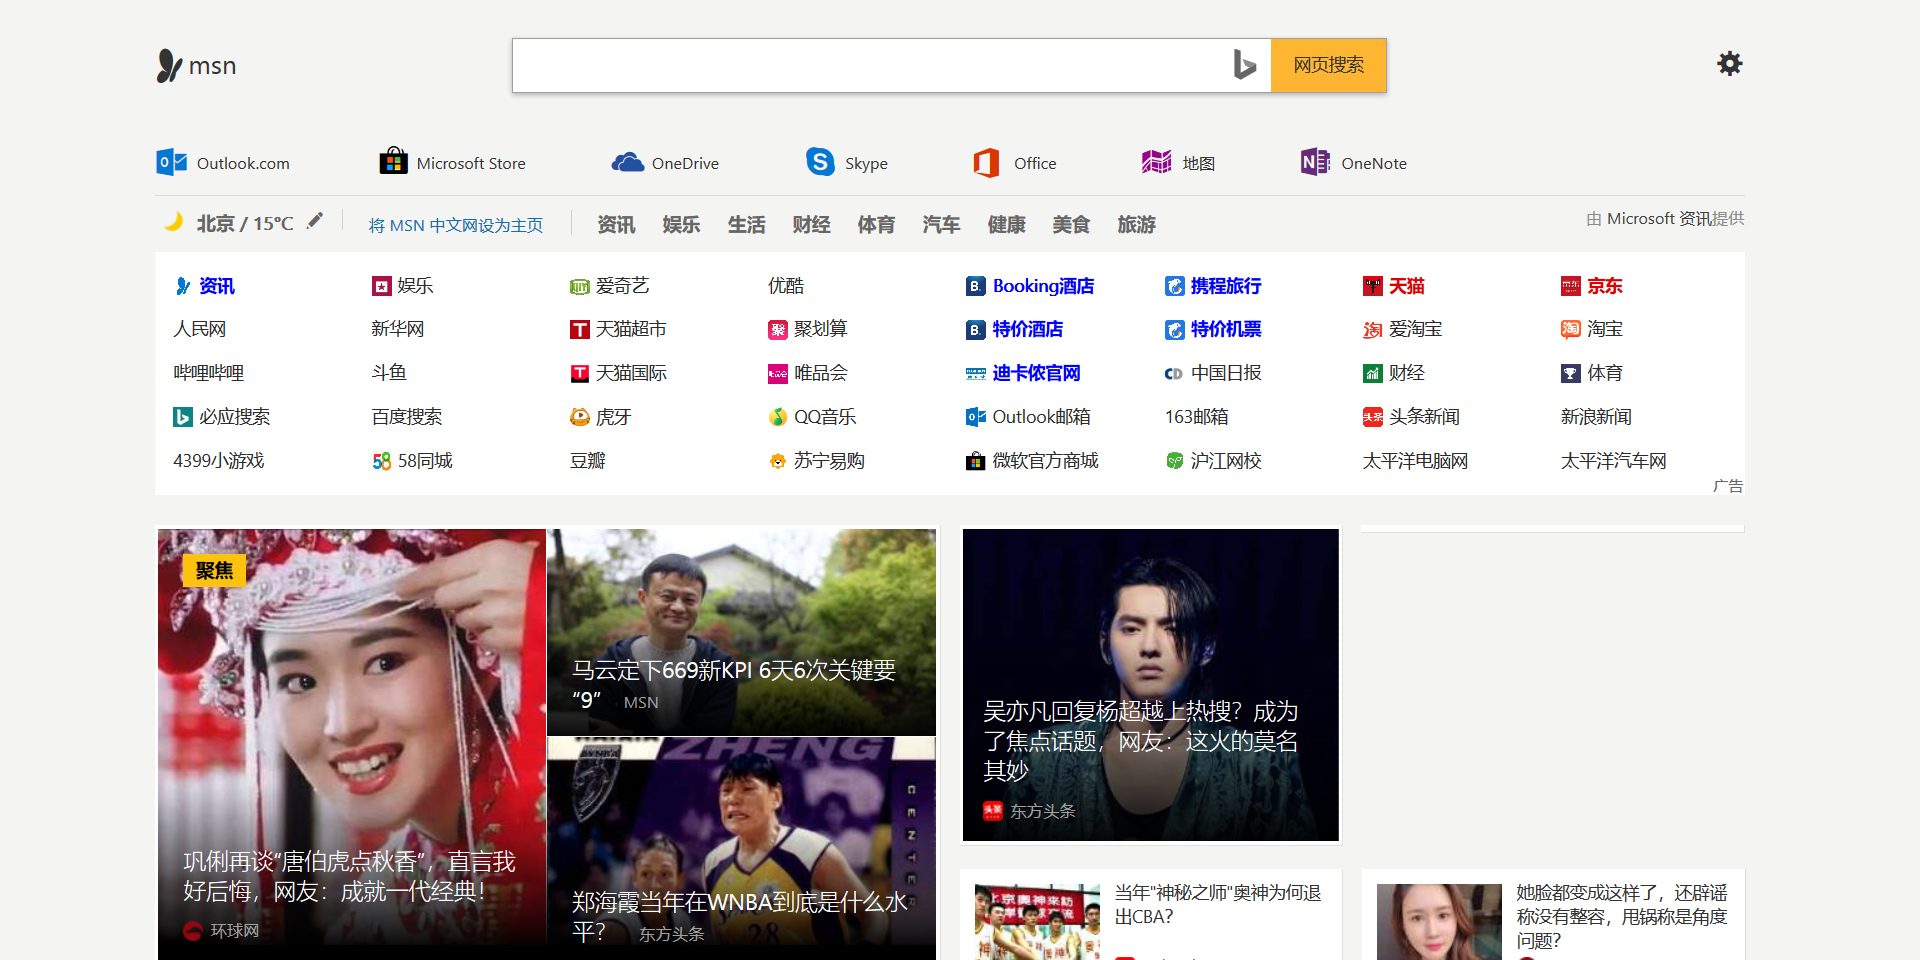 msn
网页搜索
Outlook.com
Microsoft Store
OneDrive
Skype
Office
地图
OneNote
北京 / 15°C
将 MSN 中文网设为主页
资讯 娱乐 生活 财经 体育 汽车 健康 美食 旅游
由 Microsoft 资讯提供
资讯 娱乐 爱奇艺 优酷 Booking酒店 携程旅行 天猫 京东
人民网 新华网 天猫超市 聚划算 特价酒店 特价机票 爱淘宝 淘宝
哔哩哔哩 斗鱼 天猫国际 唯品会 迪卡侬官网 中国日报 财经 体育
必应搜索 百度搜索 虎牙 QQ音乐 Outlook邮箱 163邮箱 头条新闻 新浪新闻
4399小游戏 58同城 豆瓣 苏宁易购 微软官方商城 沪江网校 太平洋电脑网 太平洋汽车网
广告
聚焦
巩俐再谈“唐伯虎点秋香”，直言我
好后悔，网友：成就一代经典！
环球网
马云定下669新KPI 6天6次关键要
“9” MSN
ZHENG
郑海霞当年在WNBA到底是什么水
平？ 东方头条
28
吴亦凡回复杨超越上热搜？成为
了焦点话题，网友：这火的莫名
其妙
头条 东方头条
当年"神秘之师"奥神为何退
出CBA？
她脸都变成这样了，还辟谣
称没有整容，甩锅称是角度
问题？